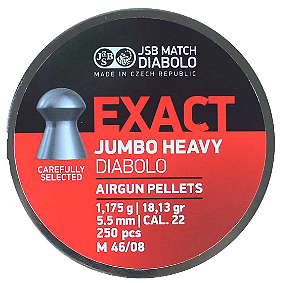 JSB
JSB MATCH
DIABOLO
MADE IN CZECH REPUBLIC
EXACT
JUMBO HEAVY
DIABOLO
CAREFULLY
SELECTED
AIRGUN PELLETS
1,175 g | 18,13 gr
5.5 mm | CAL. 22
250 pcs
M 46/08